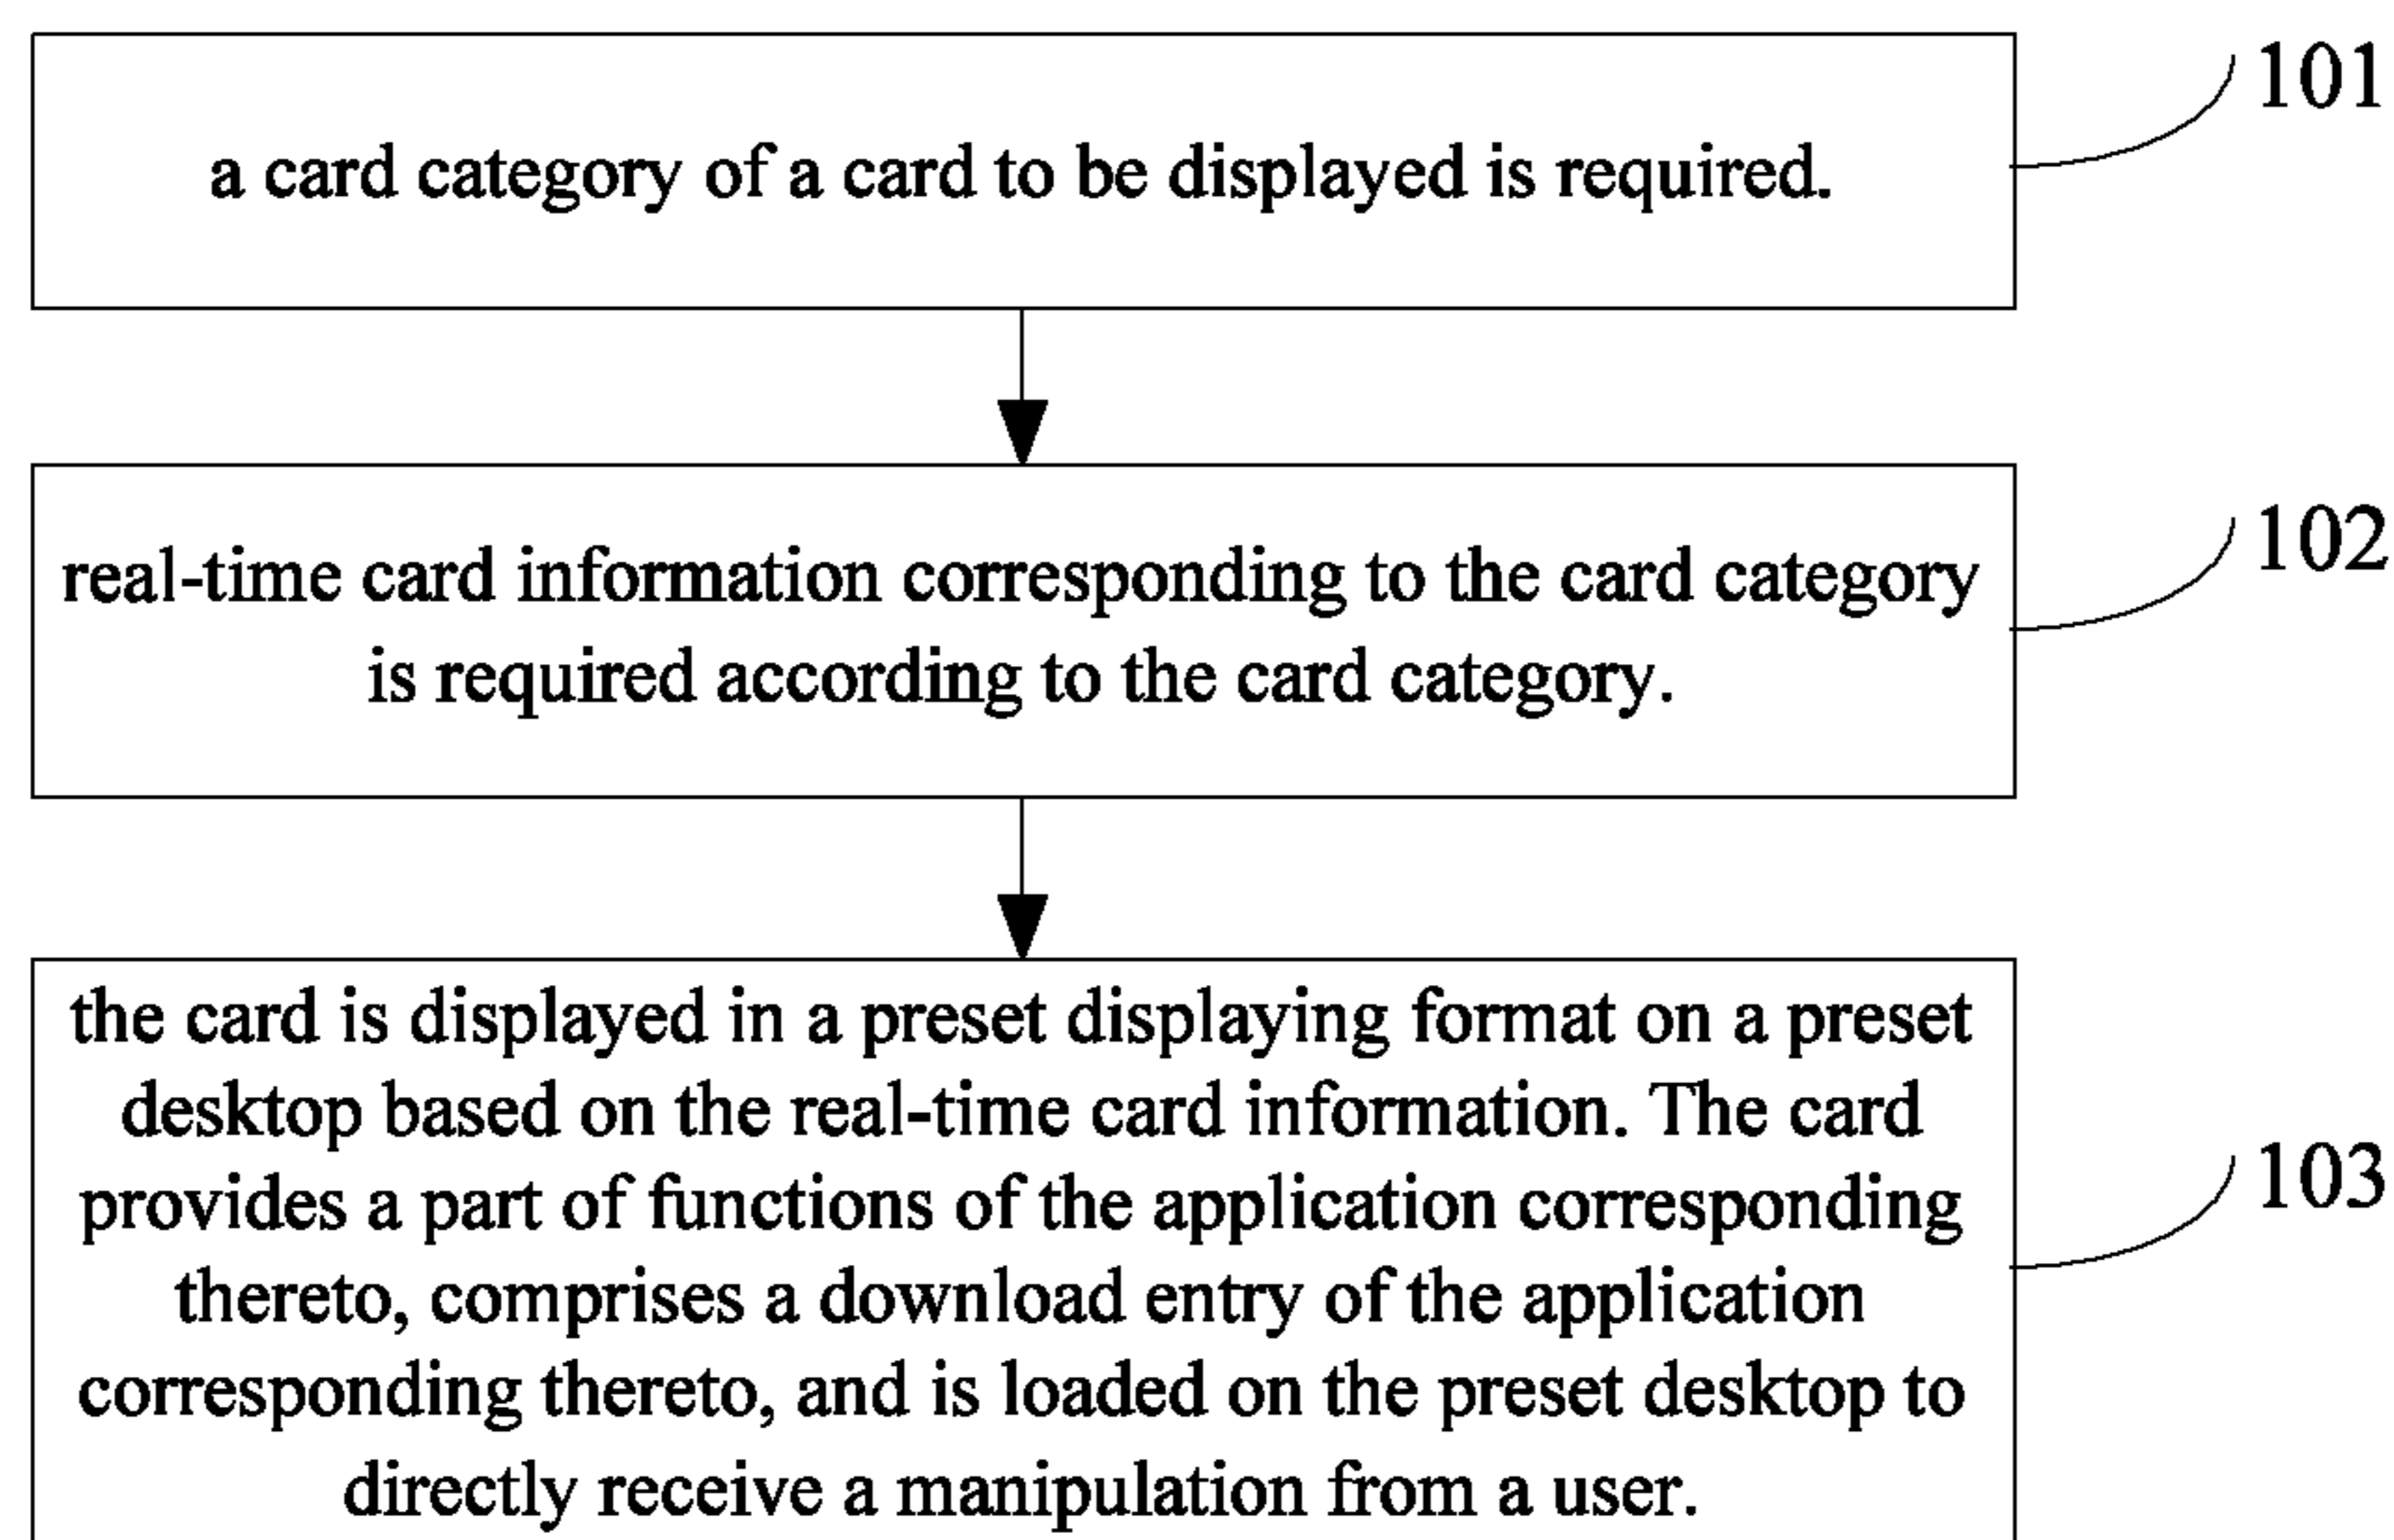 a card category of a card to be displayed is required.
101
real-time card information corresponding to the card category
is required according to the card category.
102
the card is displayed in a preset displaying format on a preset
desktop based on the real-time card information. The card
provides a part of functions of the application corresponding
thereto, comprises a download entry of the application
corresponding thereto, and is loaded on the preset desktop to
directly receive a manipulation from a user.
103